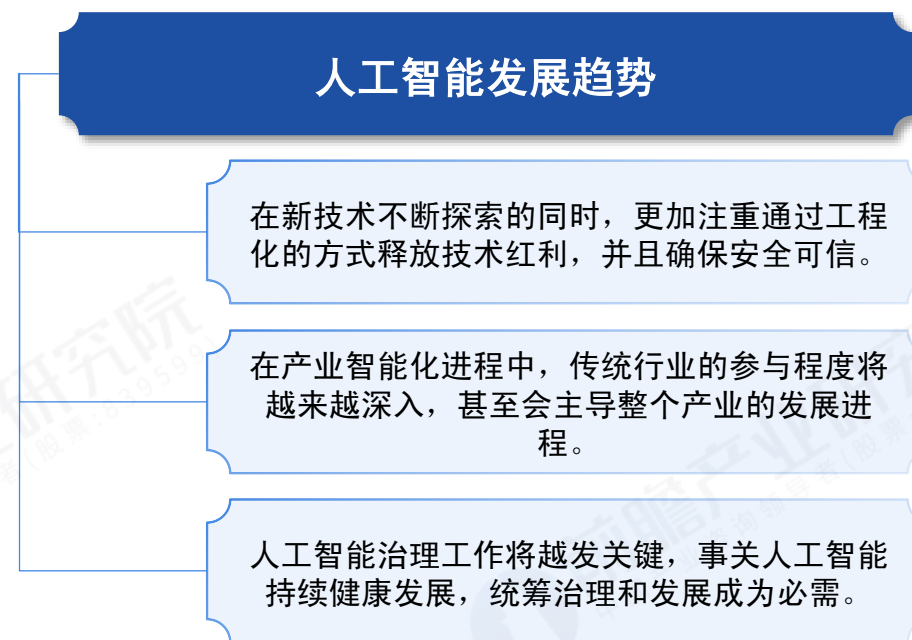 人工智能发展趋势
在新技术不断探索的同时，更加注重通过工程
化的方式释放技术红利，并且确保安全可信。
在产业智能化进程中，传统行业的参与程度将
越来越深入，甚至会主导整个产业的发展进
程。
人工智能治理工作将越发关键，事关人工智能
持续健康发展，统筹治理和发展成为必需。